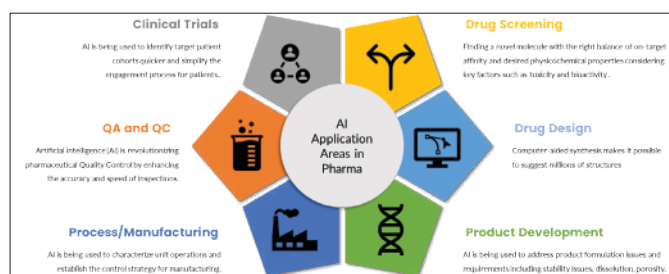 Clinical Trials
AI is being used to identify target patient
cohorts quicker and simplify the
engagement process for patients.
Drug Screening
Finding a novel molecule with the right balance of on-target
affinity and desired physicochemical properties considering
key factors such as toxicity and bioactivity .
QA and QC
Artificial intelligence (AI) is revolutionizing
pharmaceutical Quality Control by enhancing
the accuracy and speed of inspections.
AI
Application
Areas in
Pharma
Drug Design
Computer-aided synthesis makes it possible
to suggest millions of structures
Process/Manufacturing
AI is being used to characterize unit operations and
establish the control strategy for manufacturing.
Product Development
AI is being used to address product formulation issues and
requirements including stability issues, dissolution, porosity,